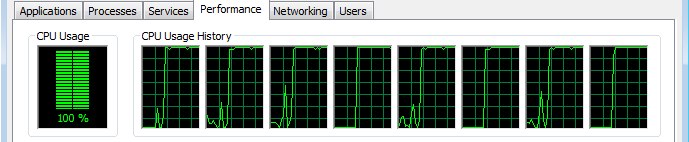 Applications Processes Services Performance Networking Users
CPU Usage CPU Usage History
100 %